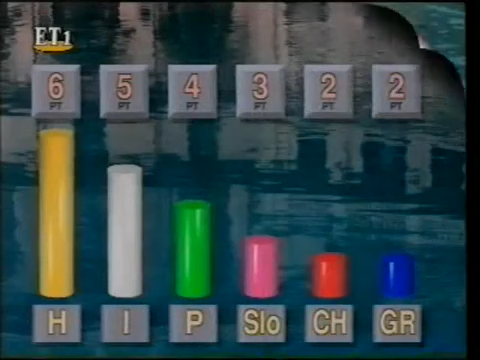 ET1
6 5 4 3 2 2
PT PT PT PT PT PT
H I P Slo CH GR